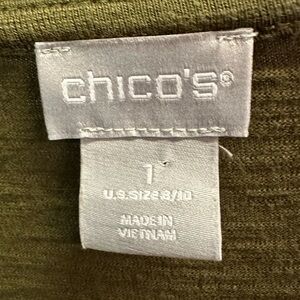 chico's®
1
U.S. SIZE 8/10
MADE IN
VIETNAM